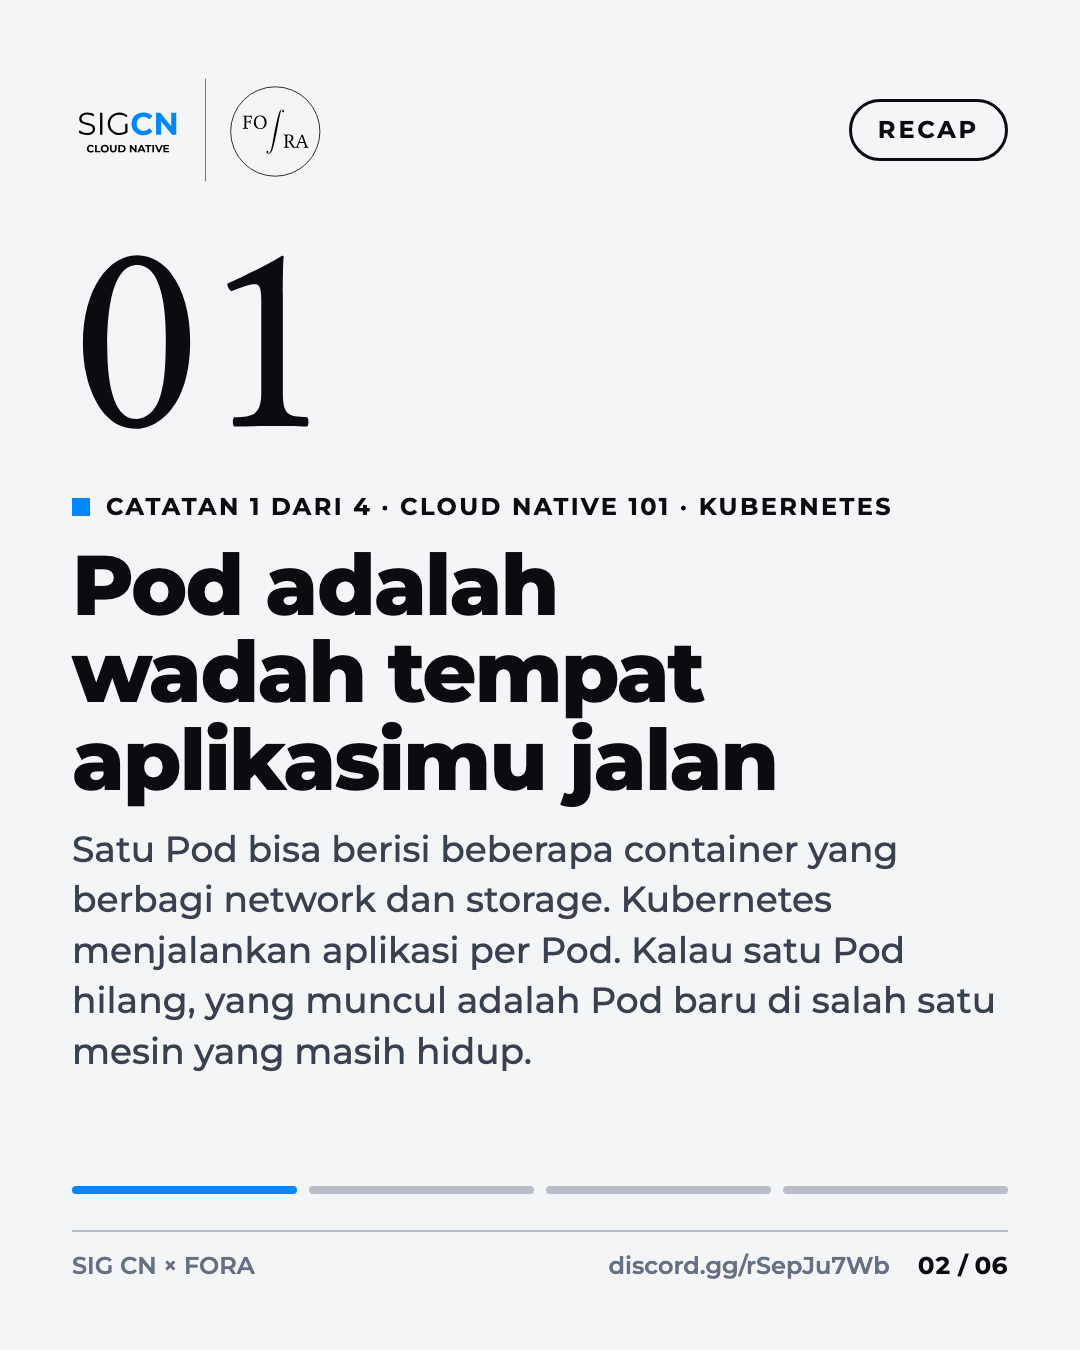 SIGCN
CLOUD NATIVE
FO
RA
RECAP
01
CATATAN 1 DARI 4 · CLOUD NATIVE 101 · KUBERNETES
Pod adalah
wadah tempat
aplikasimu jalan
Satu Pod bisa berisi beberapa container yang
berbagi network dan storage. Kubernetes
menjalankan aplikasi per Pod. Kalau satu Pod
hilang, yang muncul adalah Pod baru di salah satu
mesin yang masih hidup.
SIG CN × FORA
discord.gg/rSepJu7Wb
02 / 06